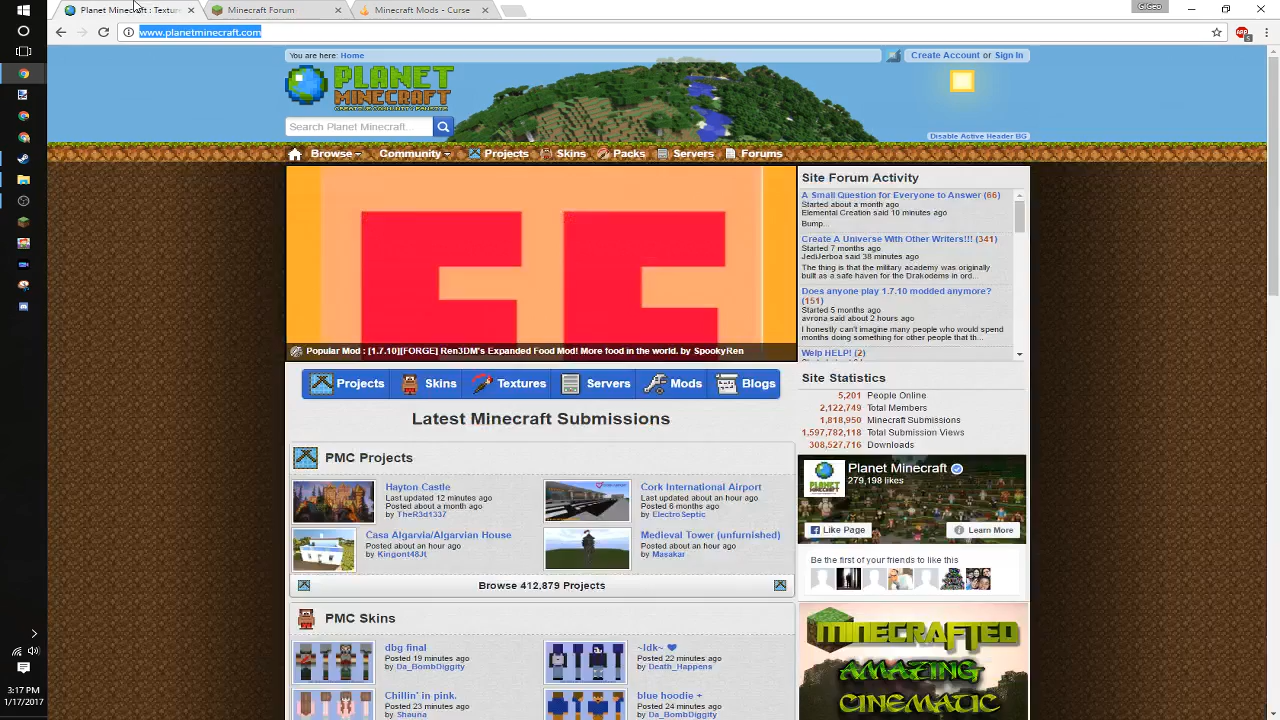 Planet Minecraft : Textur
Minecraft Forum
Minecraft Mods - Curse
GiGeo
www.planetminecraft.com
You are here: Home
Create Account or Sign In
PLANET
MINECRAFT
CREATIVE COMMUNITY FANSITE
Search Planet Minecraft...
Disable Active Header BG
Browse
Community
Projects
Skins
Packs
Servers
Forums
Popular Mod : [1.7.10][FORGE] Ren3DM's Expanded Food Mod! More food in the world. by SpookyRen
Projects
Skins
Textures
Servers
Mods
Blogs
Latest Minecraft Submissions
PMC Projects
Hayton Castle
Last updated 12 minutes ago
Posted about a month ago
by TheR3d1337
Cork International Airport
Updated about an hour ago
Posted 6 months ago
by ElectroSeptic
Casa Algarvia/Algarvian House
Posted about an hour ago
by Kingont48Jt
Medieval Tower (unfurnished)
Posted about an hour ago
by Masakar
Browse 412,879 Projects
PMC Skins
dbg final
Posted 19 minutes ago
by Da_BombDiggity
~Idk~ ❤
Posted 22 minutes ago
by Death_Happens
Chillin' in pink.
Posted 23 minutes ago
by Shauna
blue hoodie +
Posted 24 minutes ago
by Da_BombDiggity
Site Forum Activity
A Small Question for Everyone to Answer (66)
Started about a month ago
Elemental Creation said 10 minutes ago
Bump...
Create A Universe With Other Writers!!! (341)
Started 7 months ago
JediJerboa said 38 minutes ago
The thing is that the military academy was originally
built as a safe haven for the Drakodems in ord...
Does anyone play 1.7.10 modded anymore?
(151)
Started 5 months ago
avrona said about 2 hours ago
I honestly can't imagine many people who would spend
months doing something for other people that th...
Welp HELP! (2)
Site Statistics
5,201 People Online
2,122,749 Total Members
1,818,950 Minecraft Submissions
1,597,782,118 Total Submission Views
308,527,716 Downloads
Planet Minecraft
279,198 likes
Like Page
Learn More
Be the first of your friends to like this
MINECRAFTED
AMAZING
CINEMATIC
3:17 PM
1/17/2017